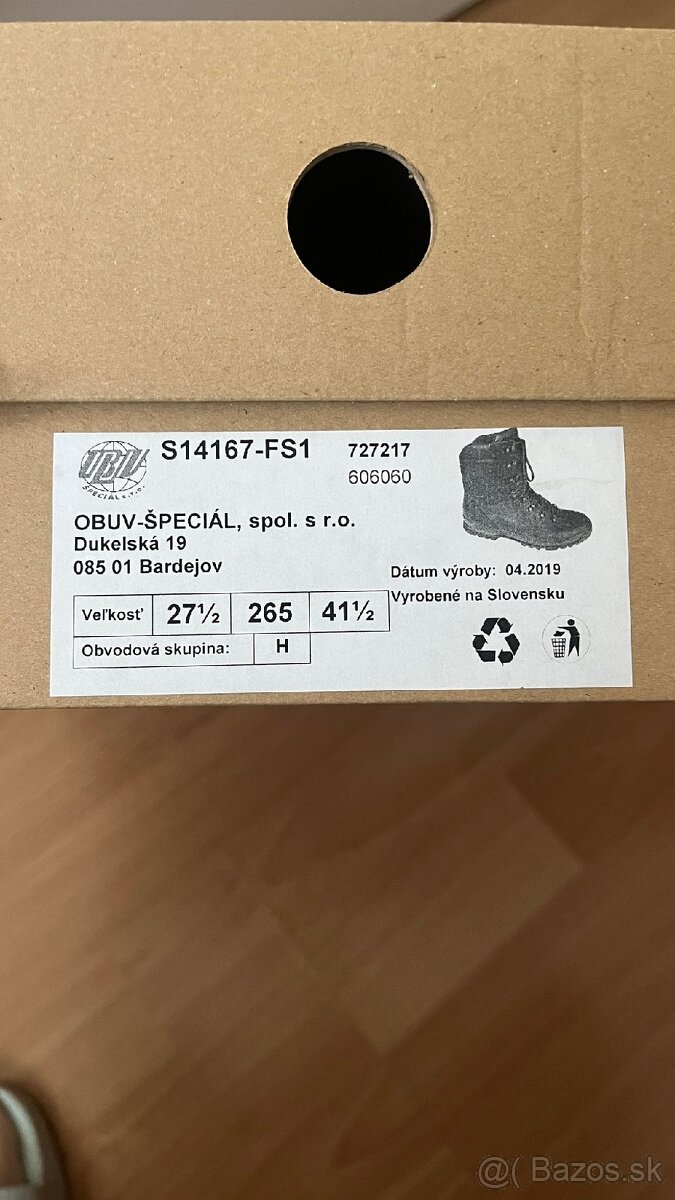 OBUV
ŠPECIÁL s.r.o.
S14167-FS1 727217
606060
OBUV-ŠPECIÁL, spol. s r.o.
Dukelská 19
085 01 Bardejov
Dátum výroby: 04.2019
Vyrobené na Slovensku
Veľkosť 27½ 265 41½
Obvodová skupina: H
@( Bazos.sk